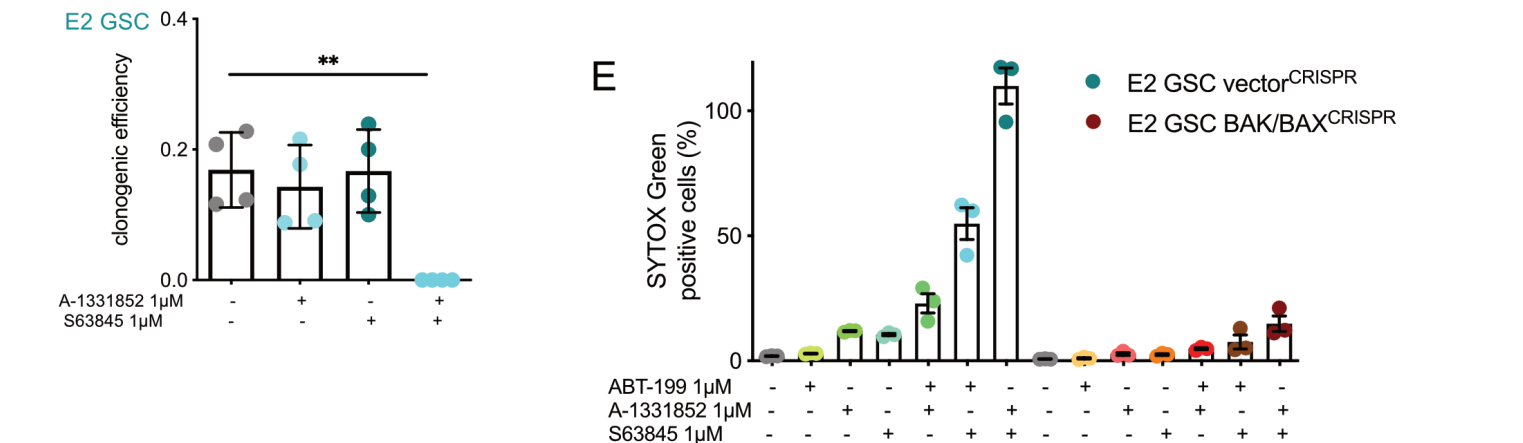 E2 GSC
clonogenic efficiency
0.4
0.2
0.0
**
A-1331852 1µM - + - +
S63845 1µM - - + +
E
SYTOX Green
positive cells (%)
100
50
0
E2 GSC vectorCRISPR
E2 GSC BAK/BAXCRISPR
ABT-199 1µM - + - - + + - - + - - + + -
A-1331852 1µM - - + - + - + - - + - + - +
S63845 1µM - - - + - + + - - - + - + +